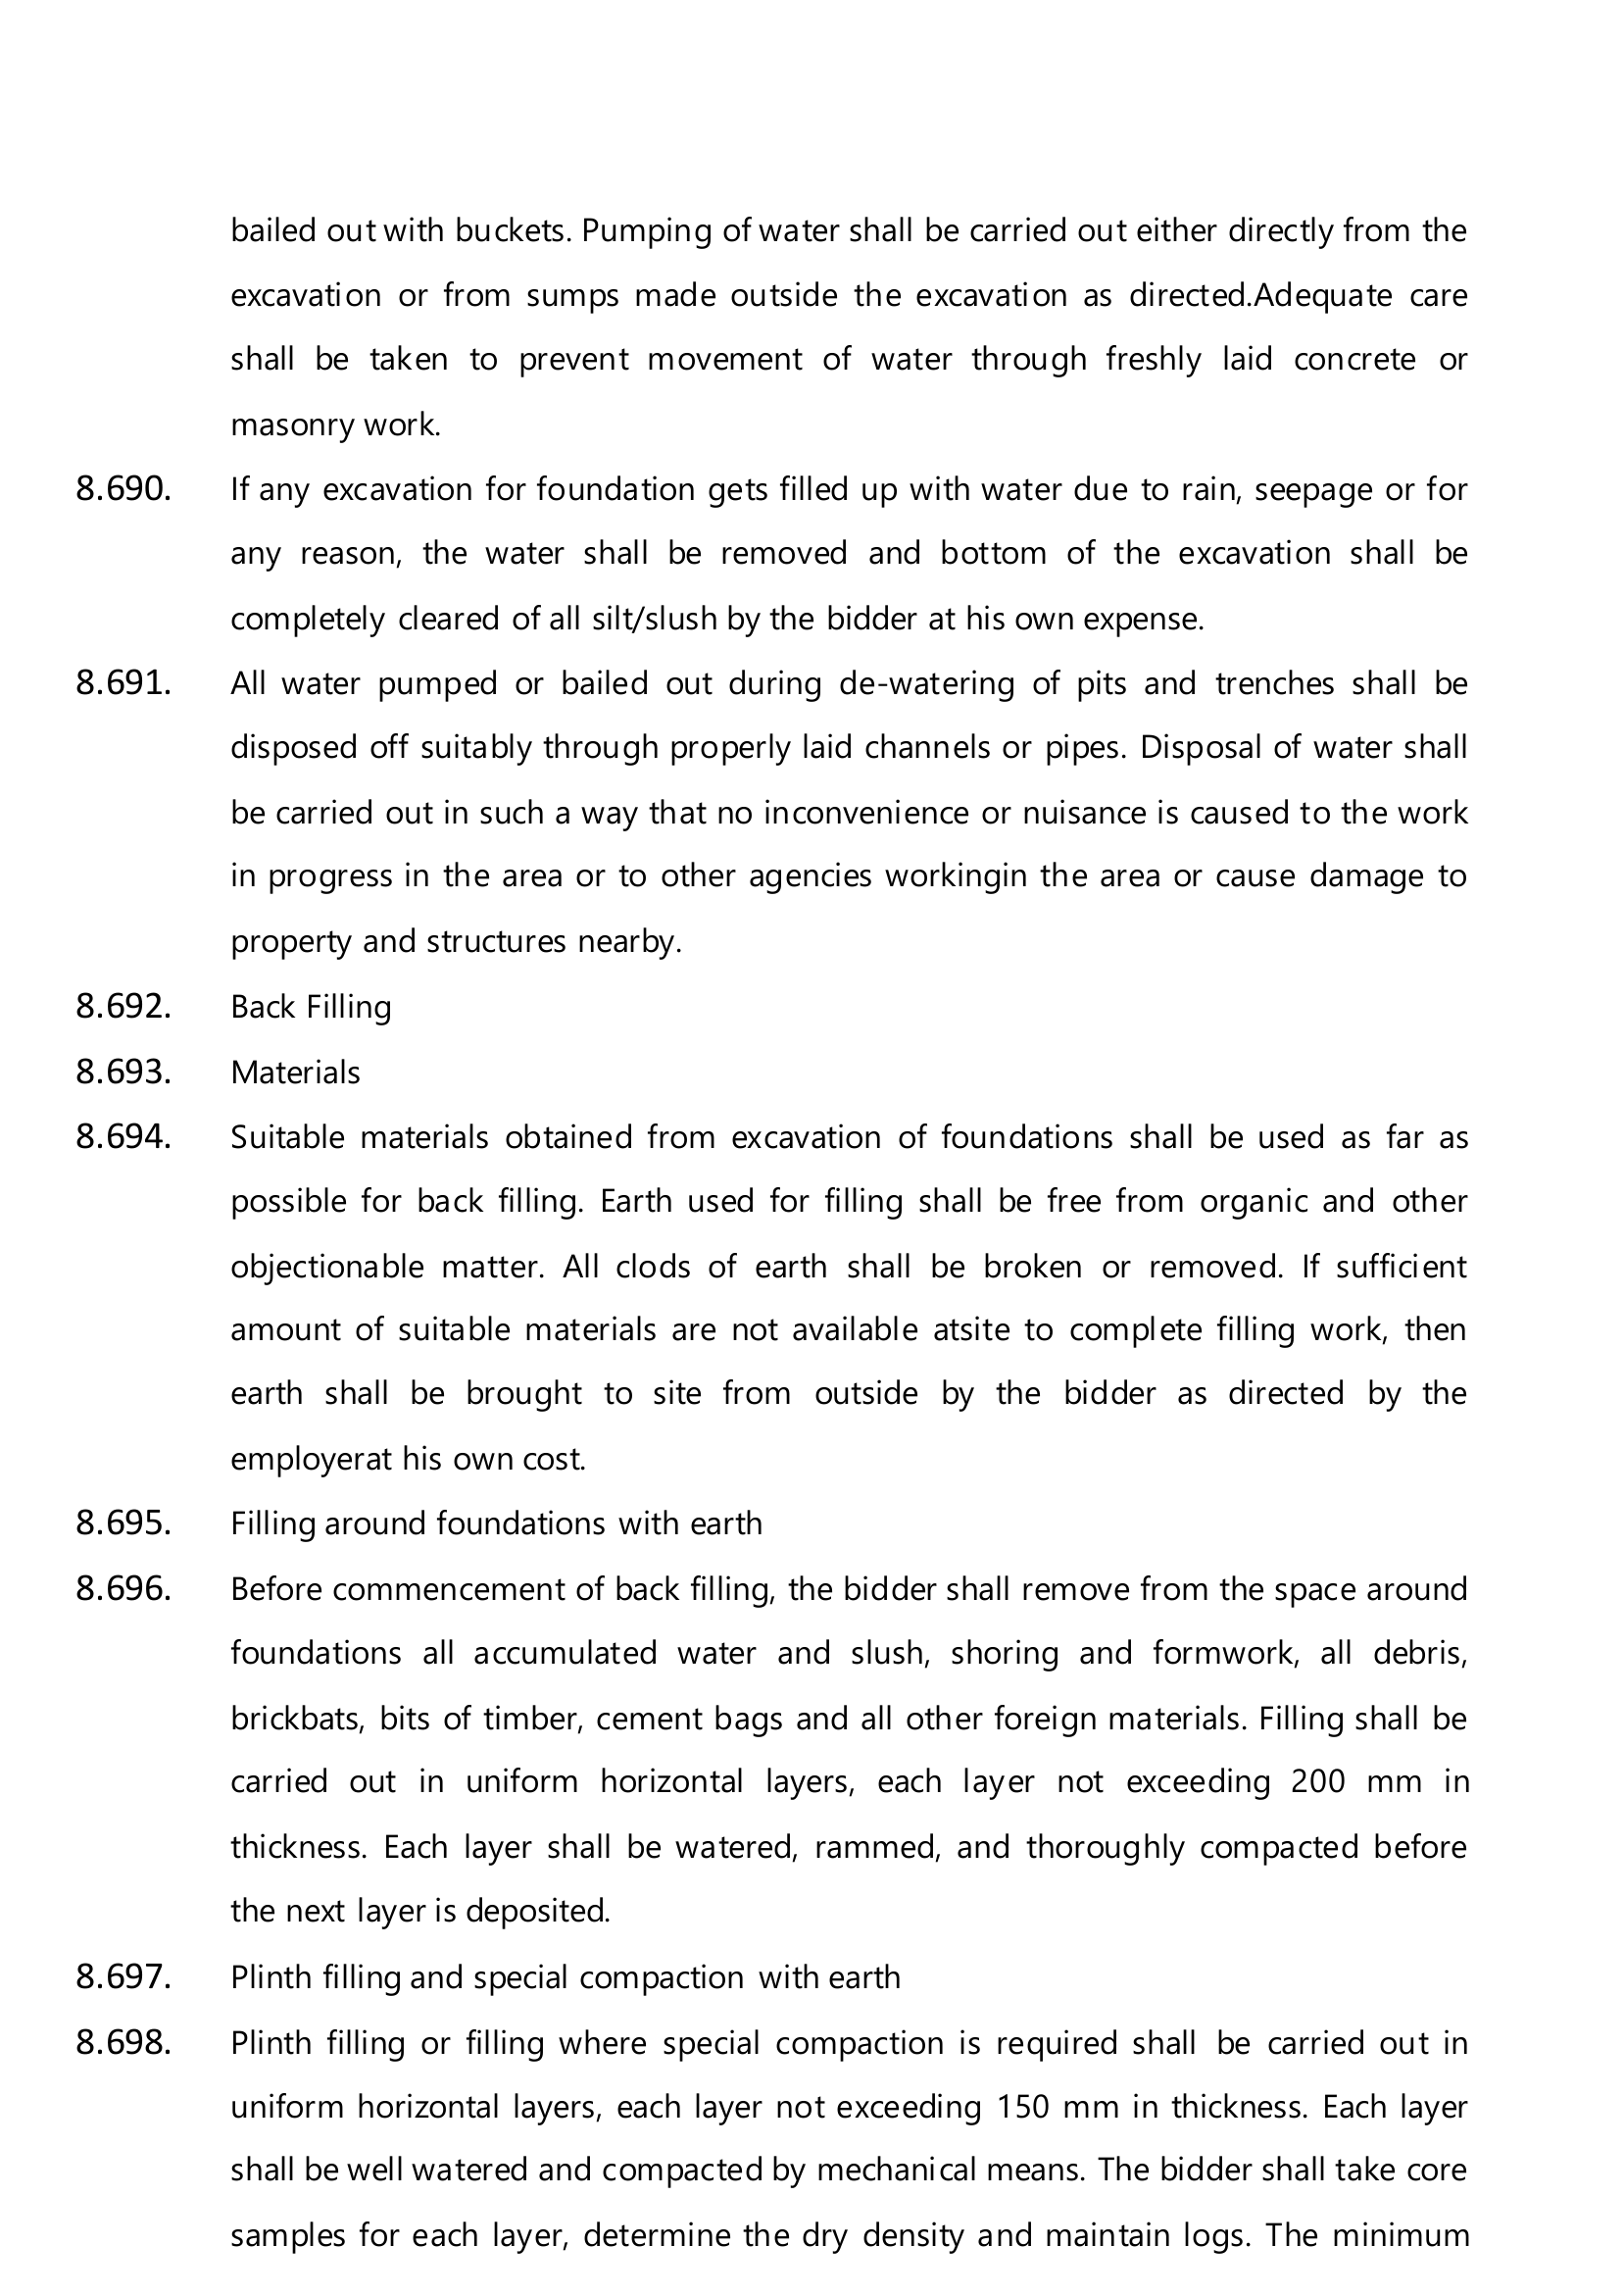 bailed out with buckets. Pumping of water shall be carried out either directly from the
excavation or from sumps made outside the excavation as directed.Adequate care
shall be taken to prevent movement of water through freshly laid concrete or
masonry work.
8.690. If any excavation for foundation gets filled up with water due to rain, seepage or for
any reason, the water shall be removed and bottom of the excavation shall be
completely cleared of all silt/slush by the bidder at his own expense.
8.691. All water pumped or bailed out during de-watering of pits and trenches shall be
disposed off suitably through properly laid channels or pipes. Disposal of water shall
be carried out in such a way that no inconvenience or nuisance is caused to the work
in progress in the area or to other agencies workingin the area or cause damage to
property and structures nearby.
8.692. Back Filling
8.693. Materials
8.694. Suitable materials obtained from excavation of foundations shall be used as far as
possible for back filling. Earth used for filling shall be free from organic and other
objectionable matter. All clods of earth shall be broken or removed. If sufficient
amount of suitable materials are not available atsite to complete filling work, then
earth shall be brought to site from outside by the bidder as directed by the
employerat his own cost.
8.695. Filling around foundations with earth
8.696. Before commencement of back filling, the bidder shall remove from the space around
foundations all accumulated water and slush, shoring and formwork, all debris,
brickbats, bits of timber, cement bags and all other foreign materials. Filling shall be
carried out in uniform horizontal layers, each layer not exceeding 200 mm in
thickness. Each layer shall be watered, rammed, and thoroughly compacted before
the next layer is deposited.
8.697. Plinth filling and special compaction with earth
8.698. Plinth filling or filling where special compaction is required shall be carried out in
uniform horizontal layers, each layer not exceeding 150 mm in thickness. Each layer
shall be well watered and compacted by mechanical means. The bidder shall take core
samples for each layer, determine the dry density and maintain logs. The minimum